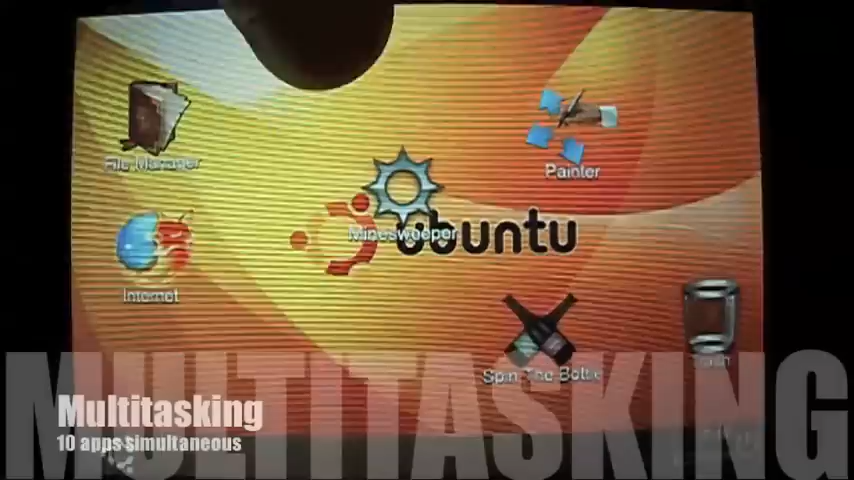 File Manager
Painter
Minesweeper
ubuntu
Internet
Spin The Bottle
MULTITASKING
Multitasking
10 apps simultaneous